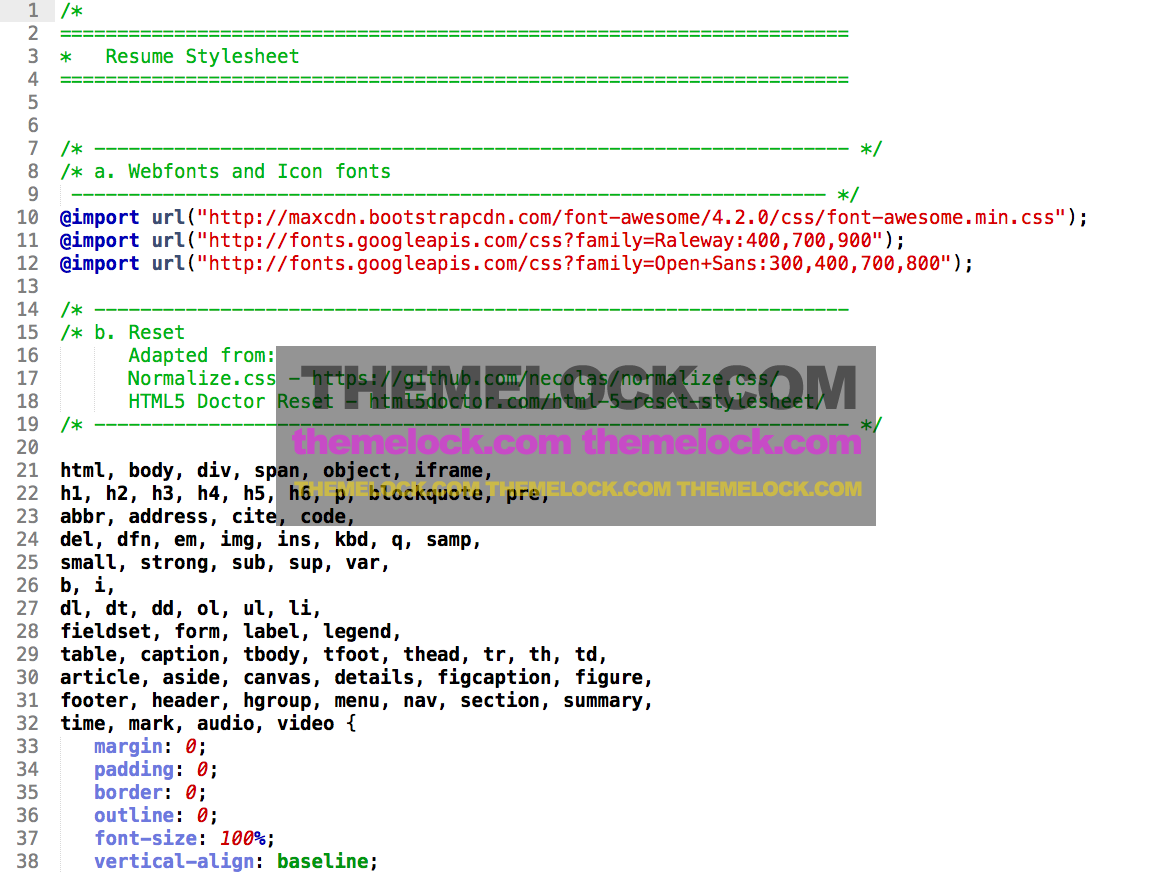 1 /*
2 =====================================================================
3 *   Resume Stylesheet
4 =====================================================================
5
6
7 /* ------------------------------------------------------------------ */
8 /* a. Webfonts and Icon fonts
9  ------------------------------------------------------------------ */
10 @import url("http://maxcdn.bootstrapcdn.com/font-awesome/4.2.0/css/font-awesome.min.css");
11 @import url("http://fonts.googleapis.com/css?family=Raleway:400,700,900");
12 @import url("http://fonts.googleapis.com/css?family=Open+Sans:300,400,700,800");
13
14 /* ------------------------------------------------------------------
15 /* b. Reset
16       Adapted from:
17       Normalize.css - https://github.com/necolas/normalize.css/
THEMELOCK.COM
18       HTML5 Doctor Reset - html5doctor.com/html-5-reset-stylesheet/
19 /* ------------------------------------------------------------------ */
themelock.com themelock.com
20
21 html, body, div, span, object, iframe,
22 h1, h2, h3, h4, h5, h6, p, blockquote, pre,
THEMELOCK.COM THEMELOCK.COM THEMELOCK.COM
23 abbr, address, cite, code,
24 del, dfn, em, img, ins, kbd, q, samp,
25 small, strong, sub, sup, var,
26 b, i,
27 dl, dt, dd, ol, ul, li,
28 fieldset, form, label, legend,
29 table, caption, tbody, tfoot, thead, tr, th, td,
30 article, aside, canvas, details, figcaption, figure,
31 footer, header, hgroup, menu, nav, section, summary,
32 time, mark, audio, video {
33    margin: 0;
34    padding: 0;
35    border: 0;
36    outline: 0;
37    font-size: 100%;
38    vertical-align: baseline;